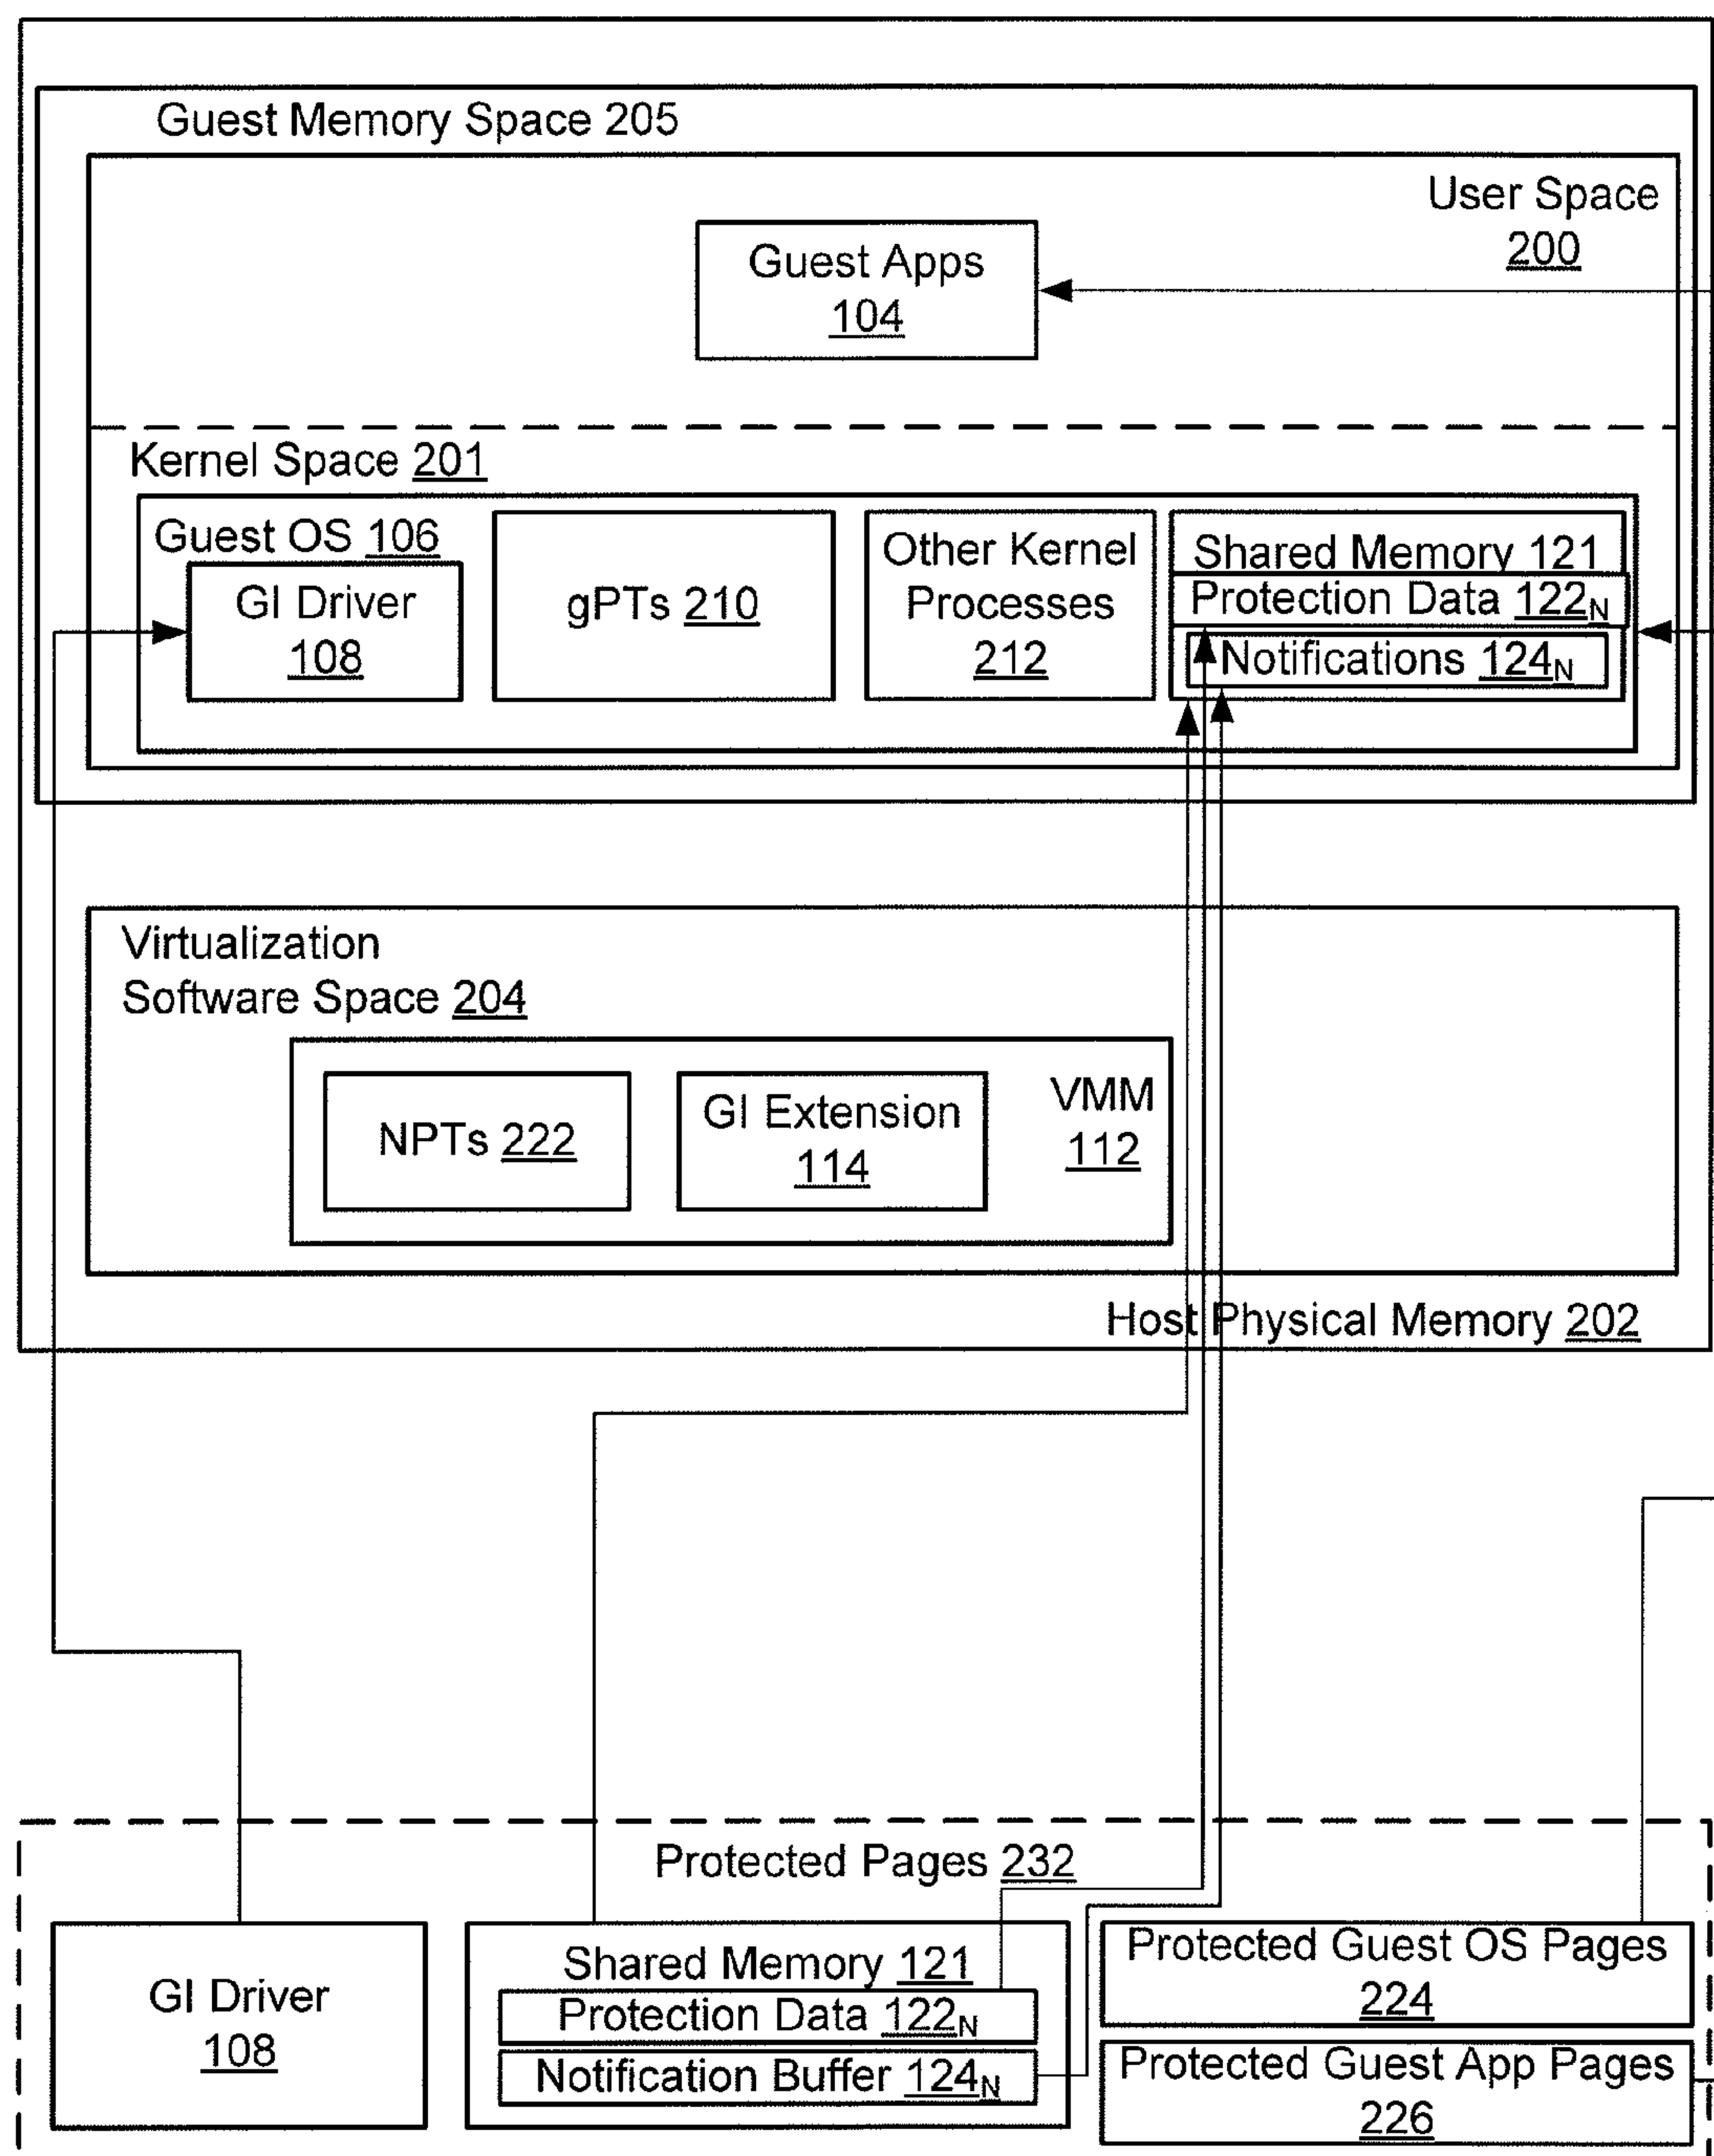 Guest Memory Space 205
User Space
200
Guest Apps
104
Kernel Space 201
Guest OS 106
GI Driver
108
gPTs 210
Other Kernel
Processes
212
Shared Memory 121
Protection Data 122N
Notifications 124N
Virtualization
Software Space 204
NPTs 222
GI Extension
114
VMM
112
Host Physical Memory 202
Protected Pages 232
GI Driver
108
Shared Memory 121
Protection Data 122N
Notification Buffer 124N
Protected Guest OS Pages
224
Protected Guest App Pages
226